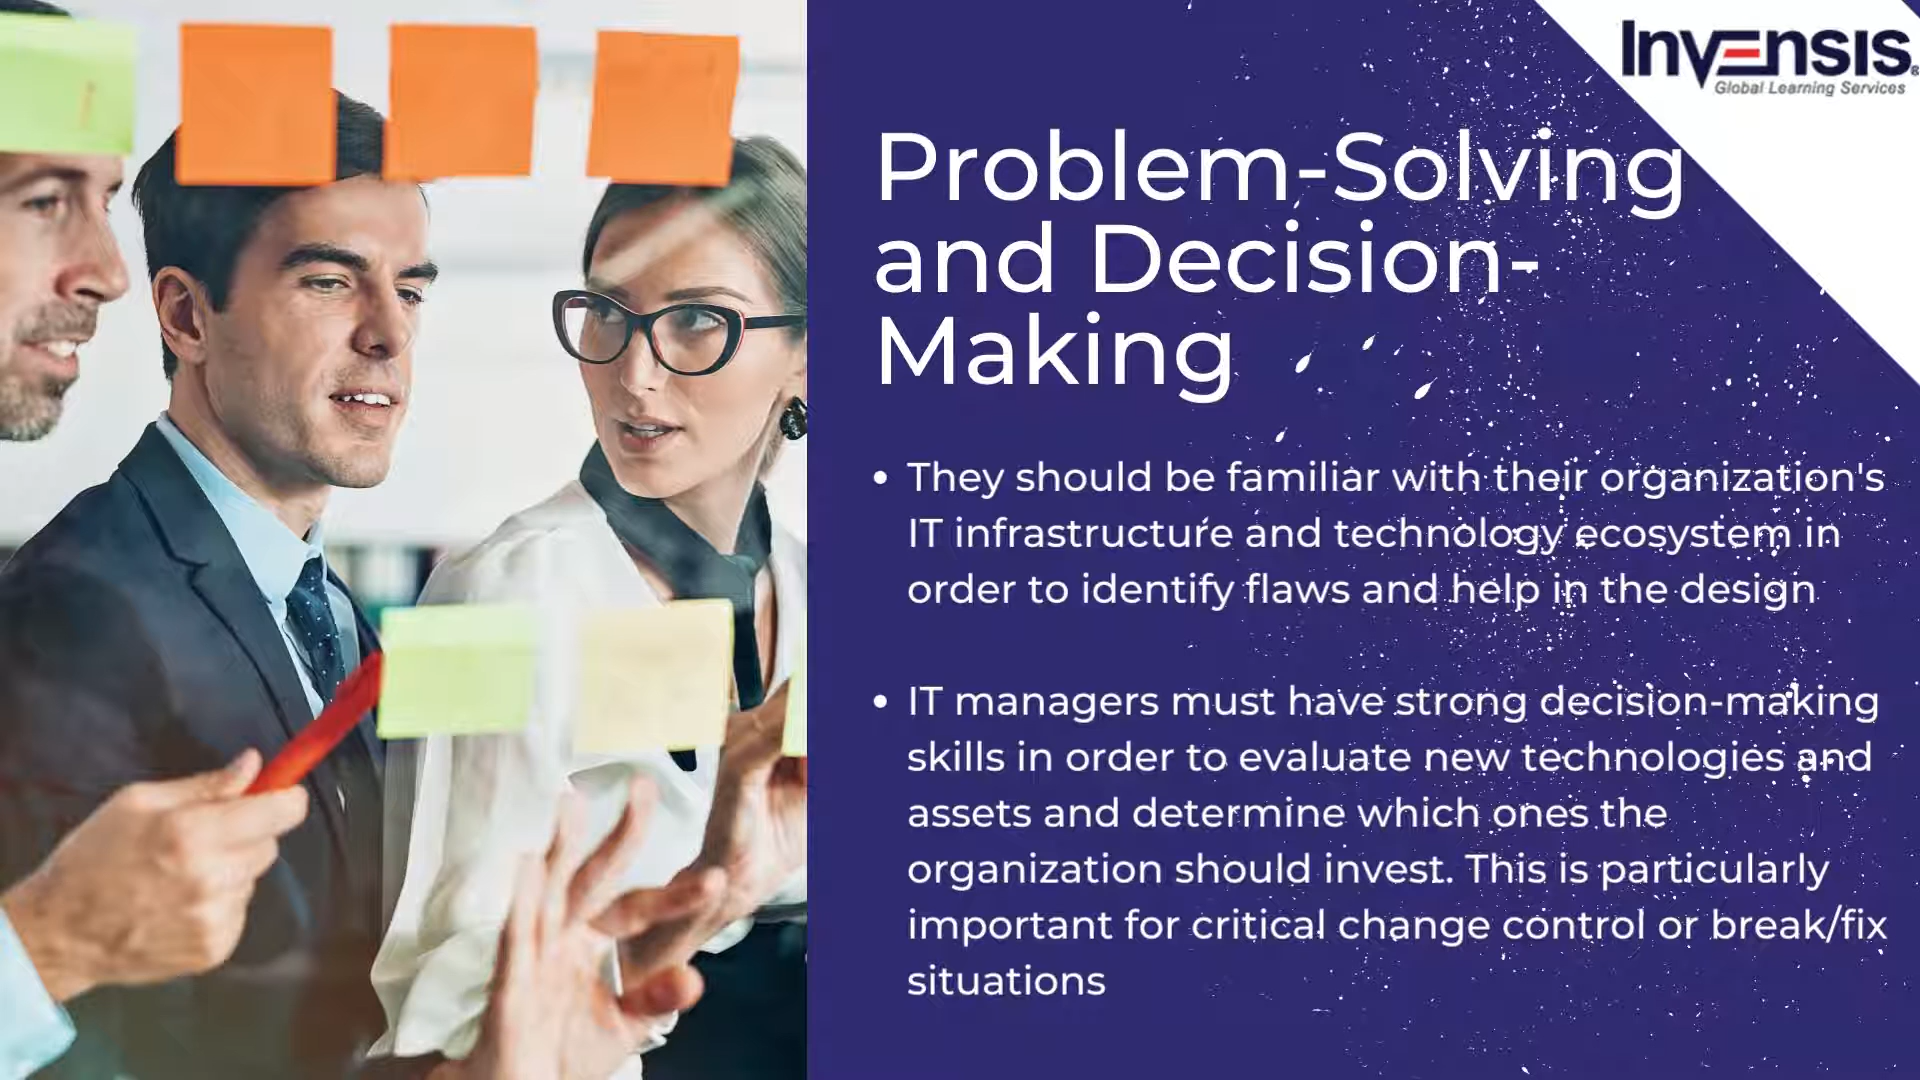 Invensis®
Global Learning Services
Problem-Solving
and Decision-
Making
• They should be familiar with their organization's
IT infrastructure and technology ecosystem in
order to identify flaws and help in the design
• IT managers must have strong decision-making
skills in order to evaluate new technologies and
assets and determine which ones the
organization should invest. This is particularly
important for critical change control or break/fix
situations